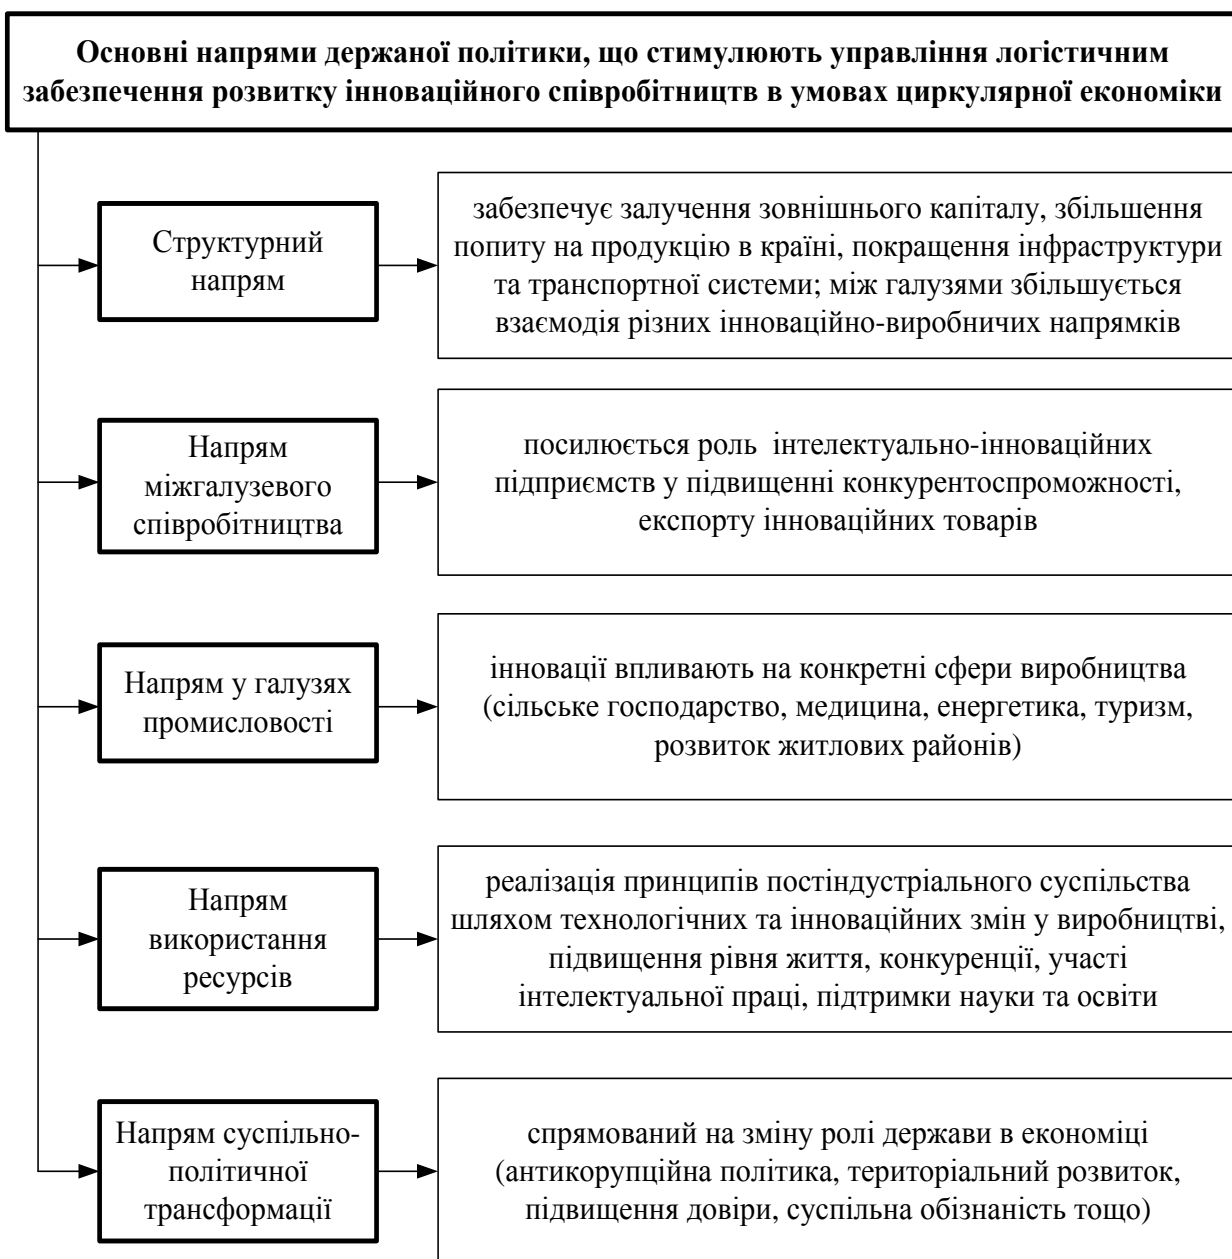 Основні напрями держаної політики, що стимулюють управління логістичним
забезпечення розвитку інноваційного співробітництв в умовах циркулярної економіки
Структурний
напрям
забезпечує залучення зовнішнього капіталу, збільшення
попиту на продукцію в країні, покращення інфраструктури
та транспортної системи; між галузями збільшується
взаємодія різних інноваційно-виробничих напрямків
Напрям
міжгалузевого
співробітництва
посилюється роль інтелектуально-інноваційних
підприємств у підвищенні конкурентоспроможності,
експорту інноваційних товарів
Напрям у галузях
промисловості
інновації впливають на конкретні сфери виробництва
(сільське господарство, медицина, енергетика, туризм,
розвиток житлових районів)
Напрям
використання
ресурсів
реалізація принципів постіндустріального суспільства
шляхом технологічних та інноваційних змін у виробництві,
підвищення рівня життя, конкуренції, участі
інтелектуальної праці, підтримки науки та освіти
Напрям суспільно-
політичної
трансформації
спрямований на зміну ролі держави в економіці
(антикорупційна політика, територіальний розвиток,
підвищення довіри, суспільна обізнаність тощо)